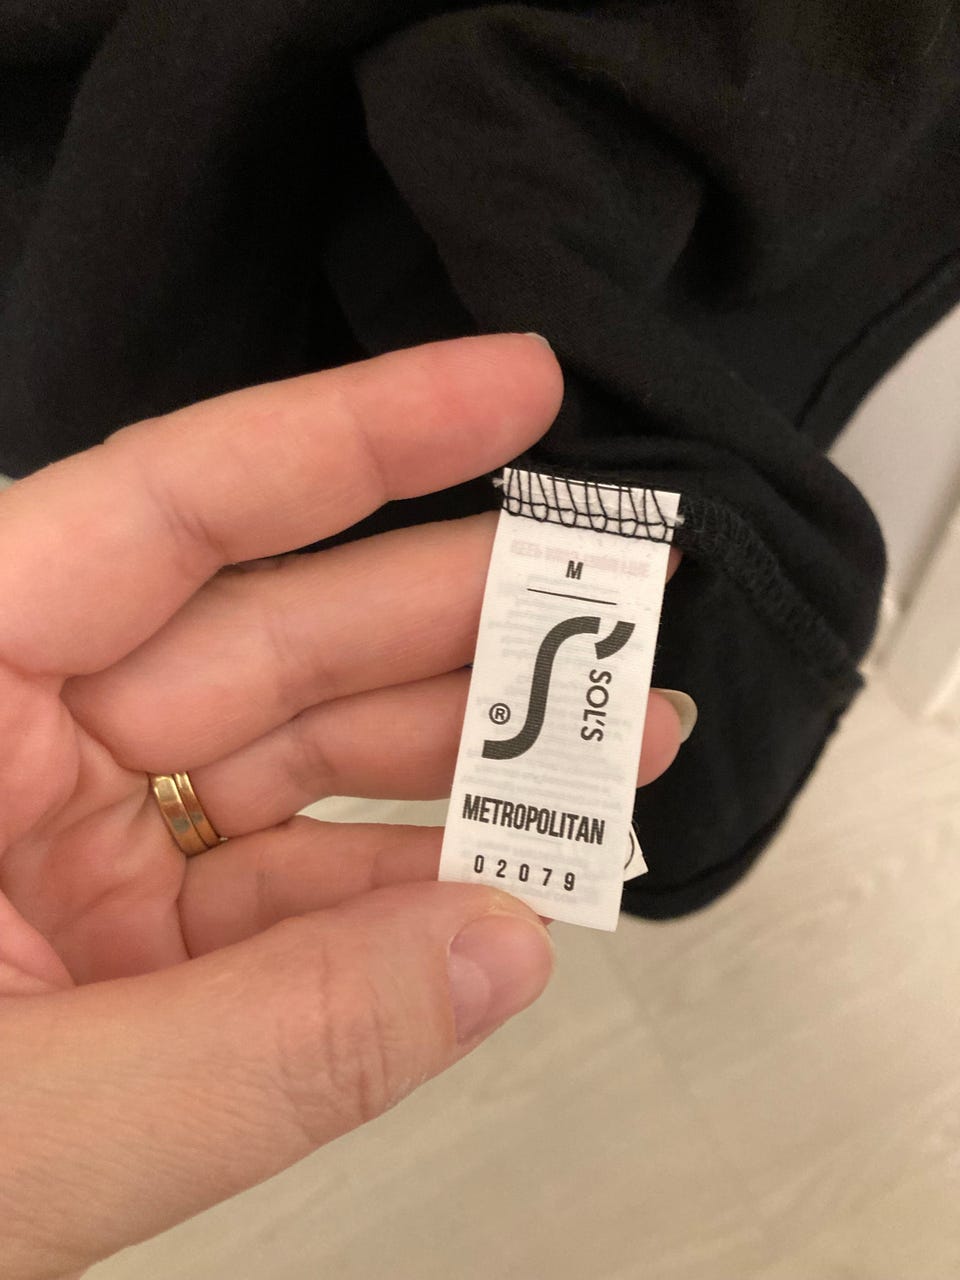 M
SOL'S
®
METROPOLITAN
02079